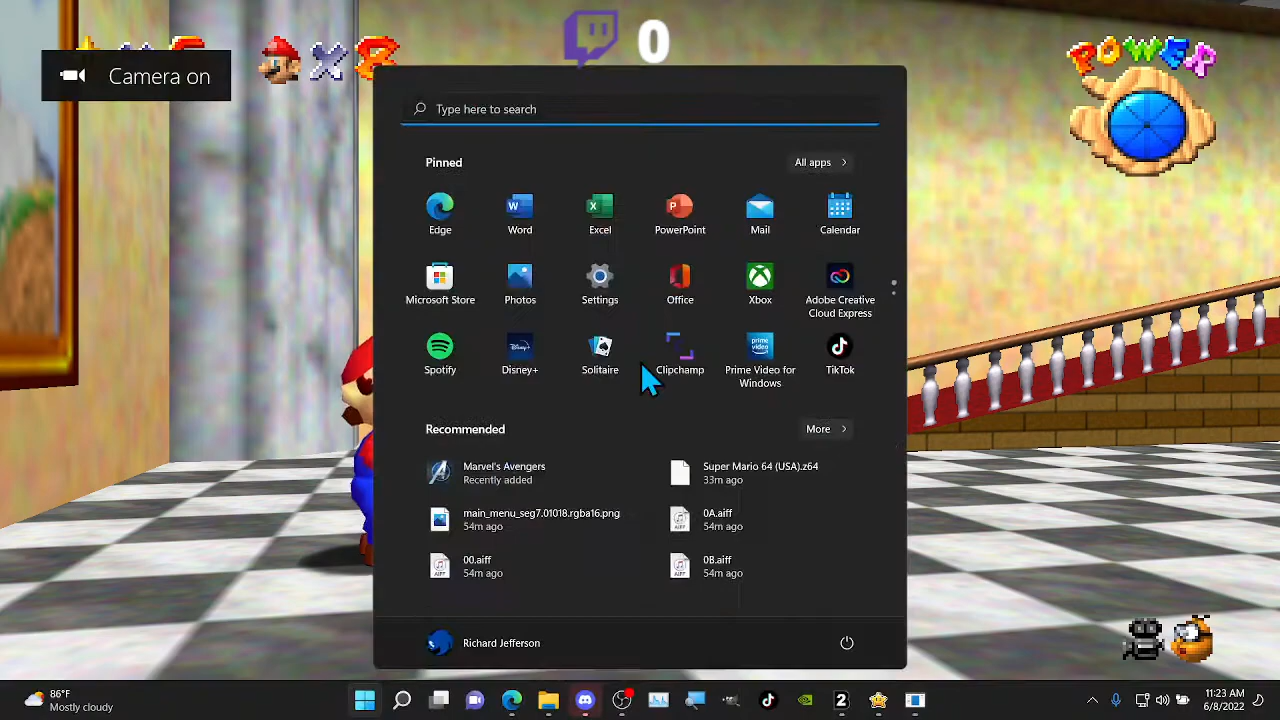 Camera on
X 8
0
POWER
Type here to search
Pinned
All apps
Edge
Word
Excel
PowerPoint
Mail
Calendar
Microsoft Store
Photos
Settings
Office
Xbox
Adobe Creative
Cloud Express
Spotify
Disney+
Solitaire
Clipchamp
prime
video
Prime Video for
Windows
TikTok
Recommended
More
Marvel's Avengers
Recently added
Super Mario 64 (USA).z64
33m ago
main_menu_seg7.01018.rgba16.png
54m ago
0A.aiff
54m ago
00.aiff
54m ago
0B.aiff
54m ago
Richard Jefferson
86°F
Mostly cloudy
11:23 AM
6/8/2022